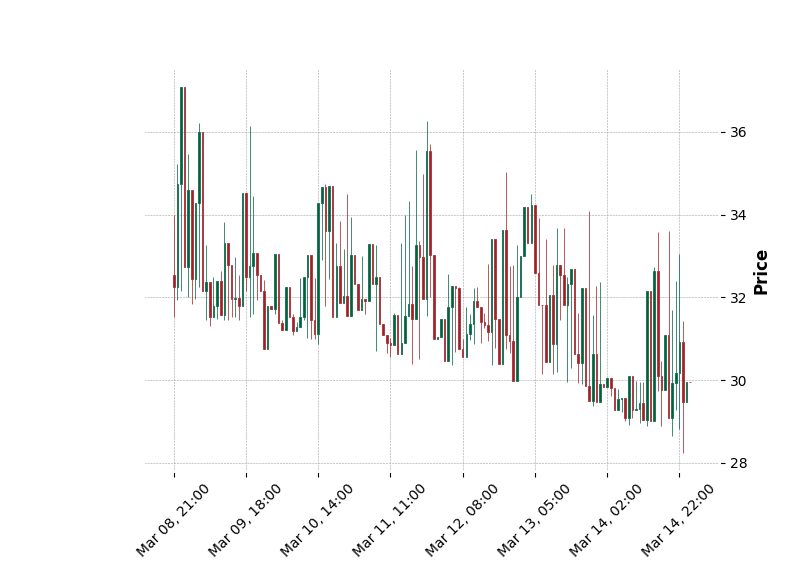 36
34
32
30
28
Price
Mar 08, 21:00
Mar 09, 18:00
Mar 10, 14:00
Mar 11, 11:00
Mar 12, 08:00
Mar 13, 05:00
Mar 14, 02:00
Mar 14, 22:00